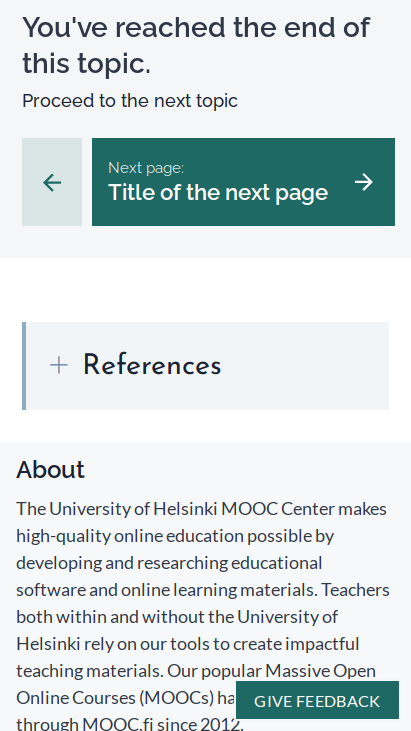 You've reached the end of
this topic.
Proceed to the next topic
Next page:
Title of the next page
References
About
The University of Helsinki MOOC Center makes
high-quality online education possible by
developing and researching educational
software and online learning materials. Teachers
both within and without the University of
Helsinki rely on our tools to create impactful
teaching materials. Our popular Massive Open
Online Courses (MOOCs) ha
through MOOC.fi since 2012.
GIVE FEEDBACK